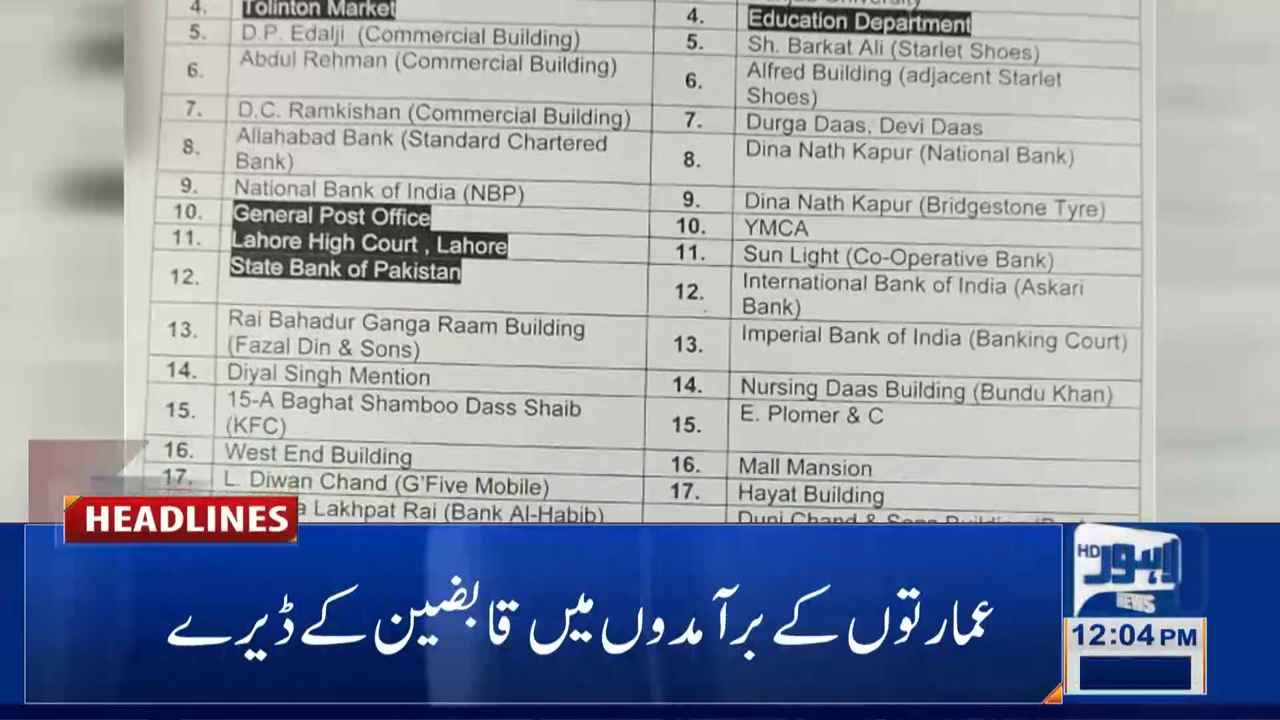 4. Tolinton Market
5. D.P. Edalji (Commercial Building)
6. Abdul Rehman (Commercial Building)
7. D.C. Ramkishan (Commercial Building)
8. Allahabad Bank (Standard Chartered
Bank)
9. National Bank of India (NBP)
10. General Post Office
11. Lahore High Court , Lahore
12. State Bank of Pakistan
13. Rai Bahadur Ganga Raam Building
(Fazal Din & Sons)
14. Diyal Singh Mention
15. 15-A Baghat Shamboo Dass Shaib
(KFC)
16. West End Building
17. L. Diwan Chand (G'Five Mobile)
Lakhpat Rai (Bank Al-Habib)
University
4. Education Department
5. Sh. Barkat Ali (Starlet Shoes)
6. Alfred Building (adjacent Starlet
Shoes)
7. Durga Daas, Devi Daas
8. Dina Nath Kapur (National Bank)
9. Dina Nath Kapur (Bridgestone Tyre)
10. YMCA
11. Sun Light (Co-Operative Bank)
12. International Bank of India (Askari
Bank)
13. Imperial Bank of India (Banking Court)
14. Nursing Daas Building (Bundu Khan)
15. E. Plomer & C
16. Mall Mansion
17. Hayat Building
Duni Chand & Sons Building
HEADLINES
عمارتوں کے برآمدوں میں قابضین کے ڈیرے
HD
لاہور
NEWS
12:04 PM